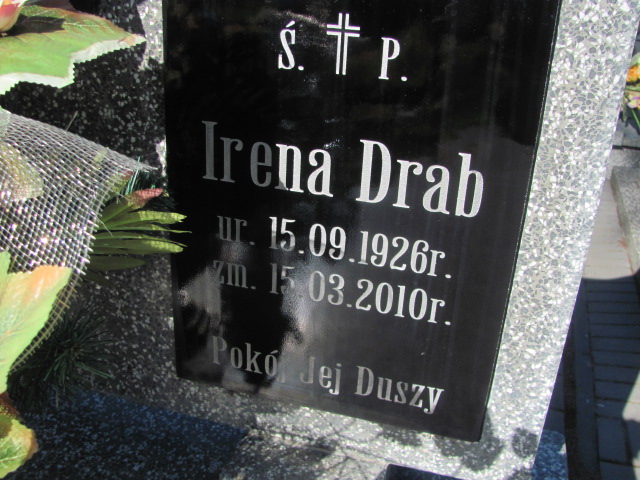 Ś. P.
Irena Drab
ur. 15.09.1926r.
zm. 15.03.2010r.
Pokój Jej Duszy